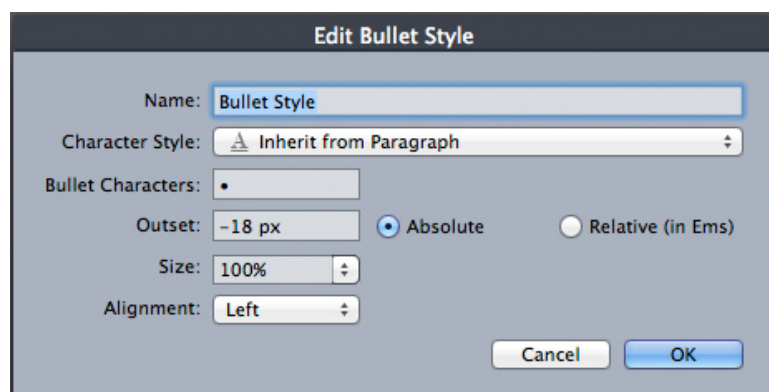 Edit Bullet Style
Name: Bullet Style
Character Style: A Inherit from Paragraph
Bullet Characters: •
Outset: -18 px Absolute Relative (in Ems)
Size: 100%
Alignment: Left
Cancel OK